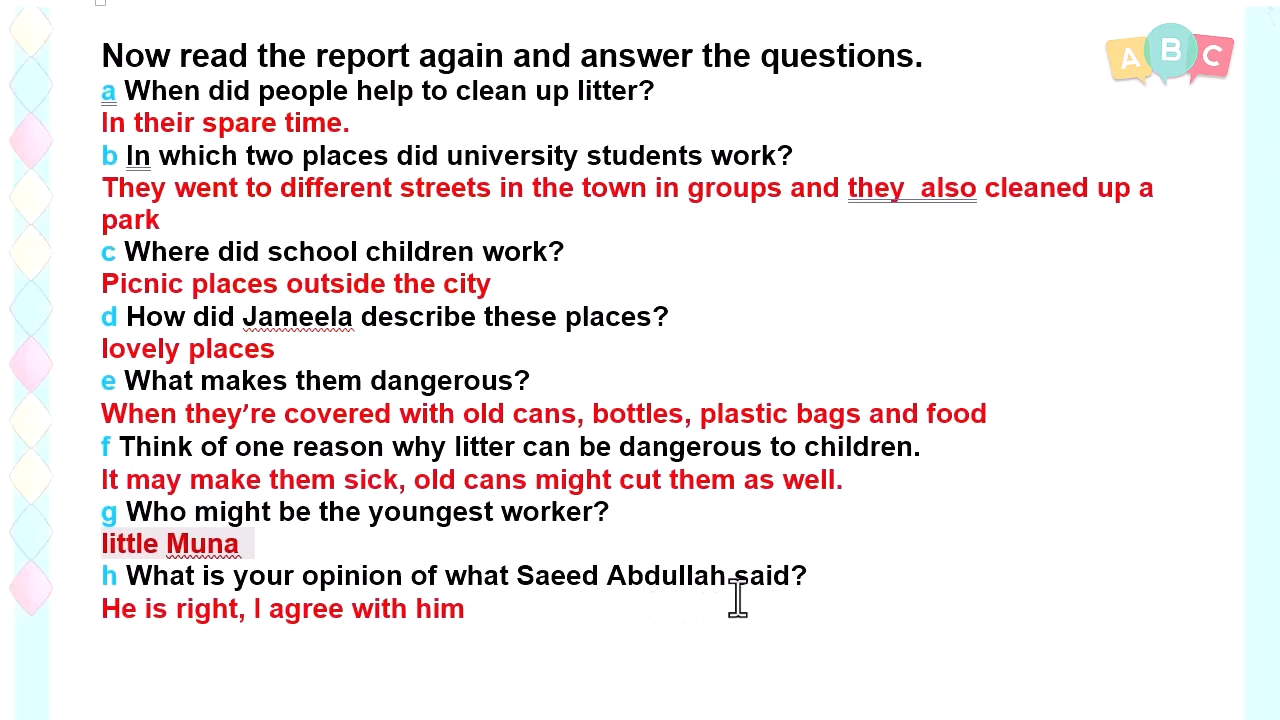 A B C
Now read the report again and answer the questions.
a When did people help to clean up litter?
In their spare time.
b In which two places did university students work?
They went to different streets in the town in groups and they  also cleaned up a
park
c Where did school children work?
Picnic places outside the city
d How did Jameela describe these places?
lovely places
e What makes them dangerous?
When they’re covered with old cans, bottles, plastic bags and food
f Think of one reason why litter can be dangerous to children.
It may make them sick, old cans might cut them as well.
g Who might be the youngest worker?
little Muna
h What is your opinion of what Saeed Abdullah said?
He is right, I agree with him